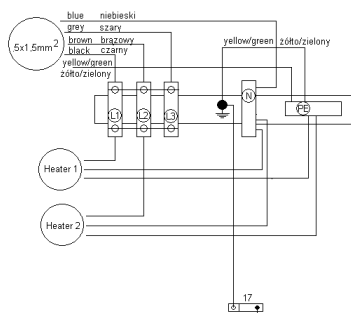 blue niebieski
grey szary
brown brązowy
black czarny
5x1,5mm²
yellow/green
żółto/zielony
yellow/green żółto/zielony
L1 L2 L3 N PE
Heater 1
Heater 2
17